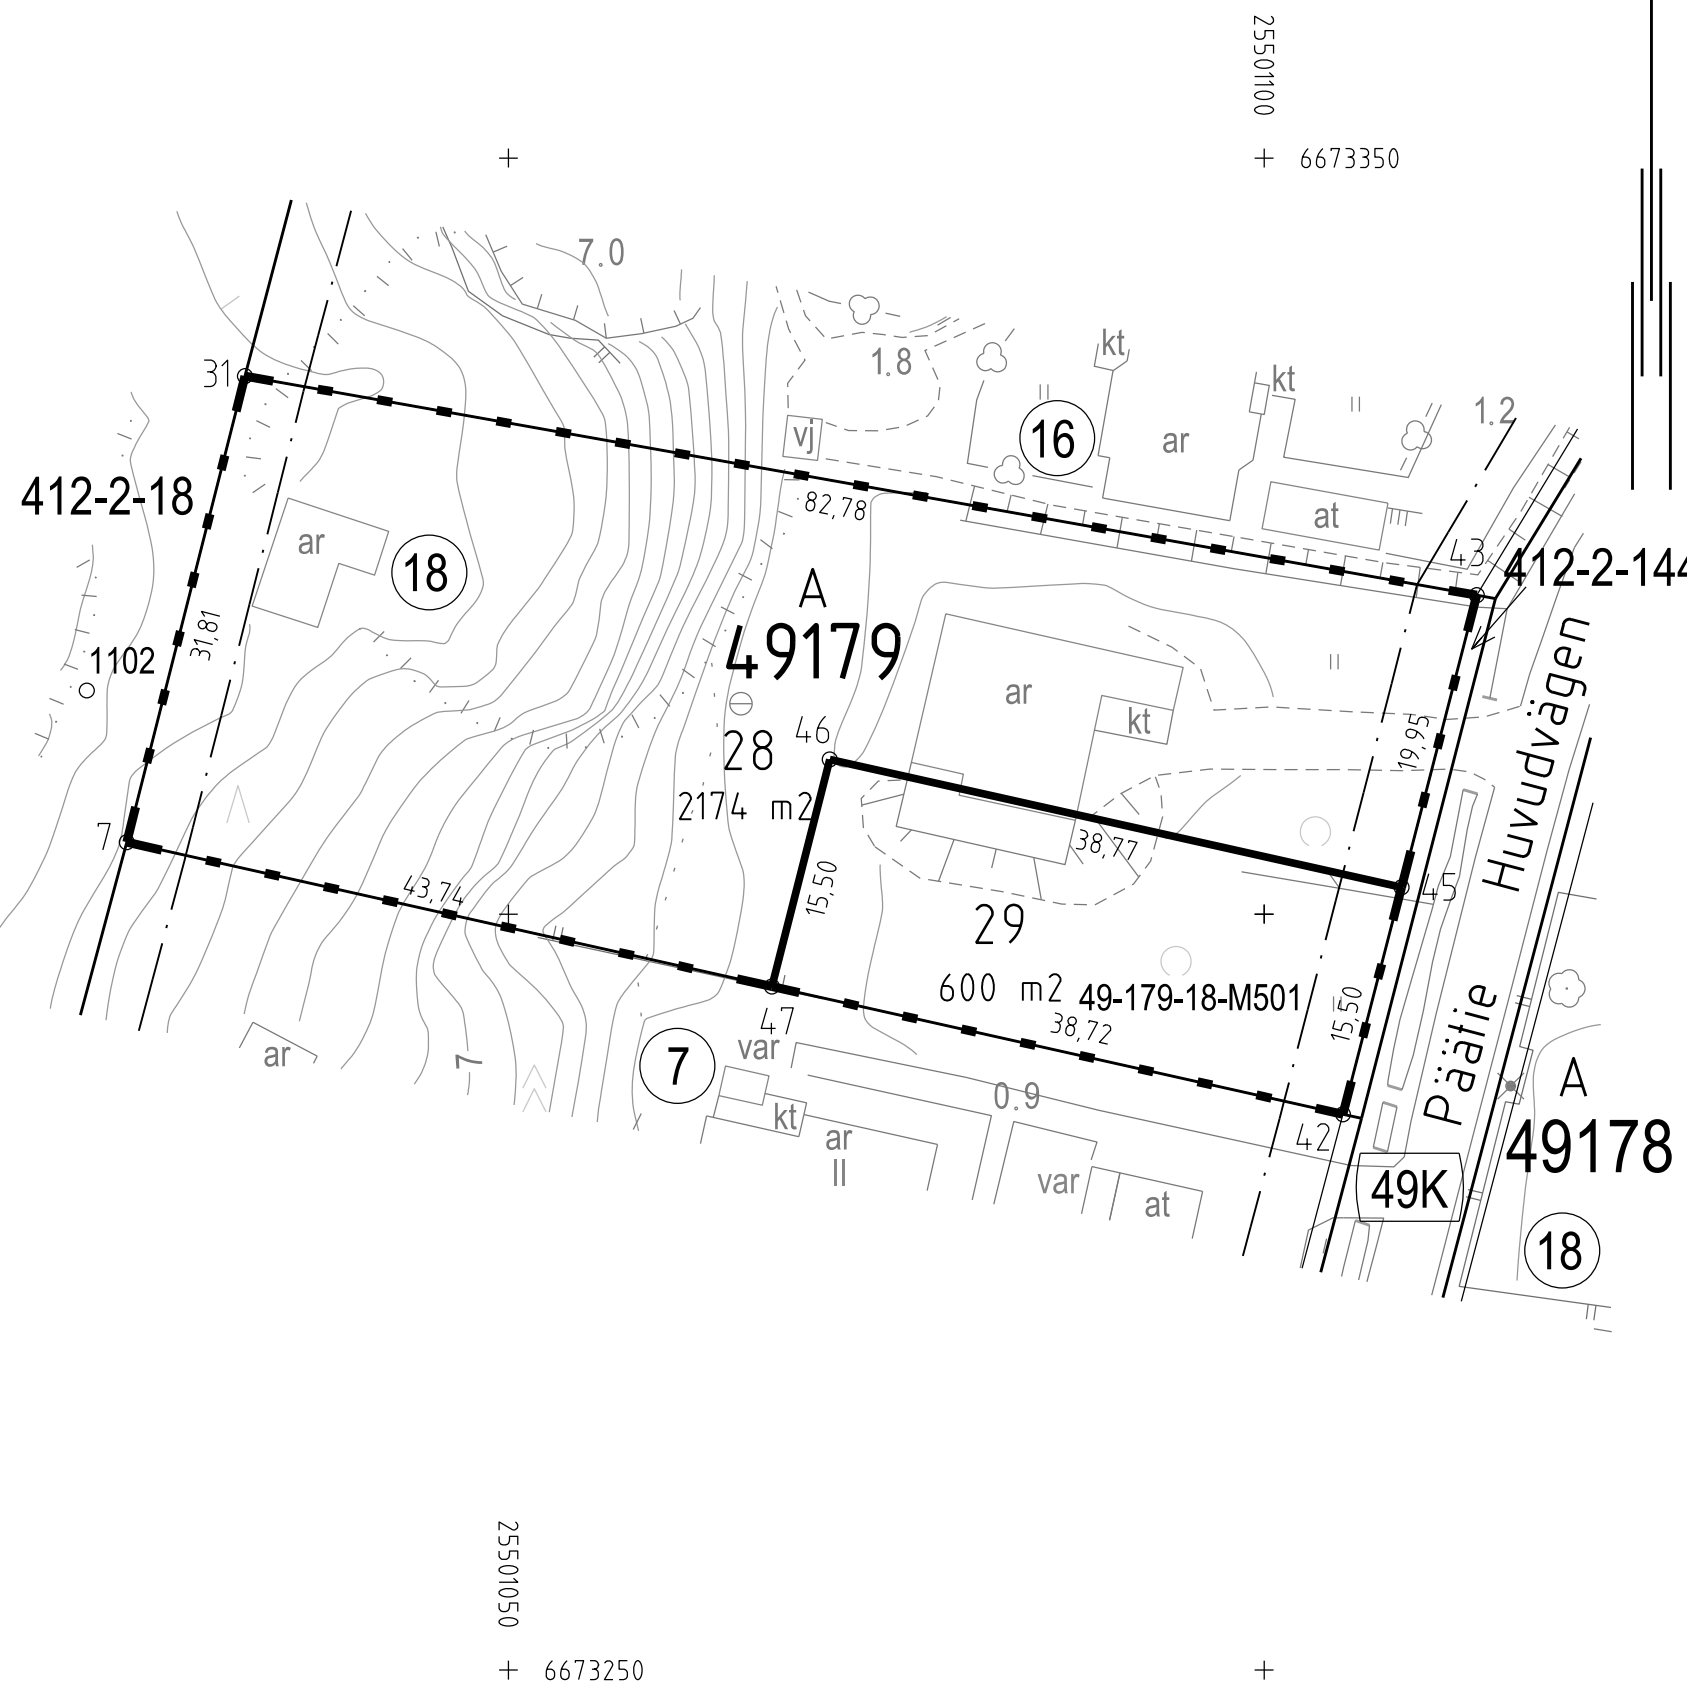 25501100
6673350
7.0
kt
1.8
kt
31
1.2
vj
16
ar
412-2-18
82,78
at
ar
43
18
412-2-144
A
31,81
49179
1102
ar
46
kt
28
19,95
Huvudvägen
2174 m2
7
38,77
43,74
15,50
45
29
600 m2
49-179-18-M501
47
38,72
15,50
Päätie
var
ar
7
7
0.9
A
kt
ar
II
42
49178
var
49K
at
18
25501050
6673250